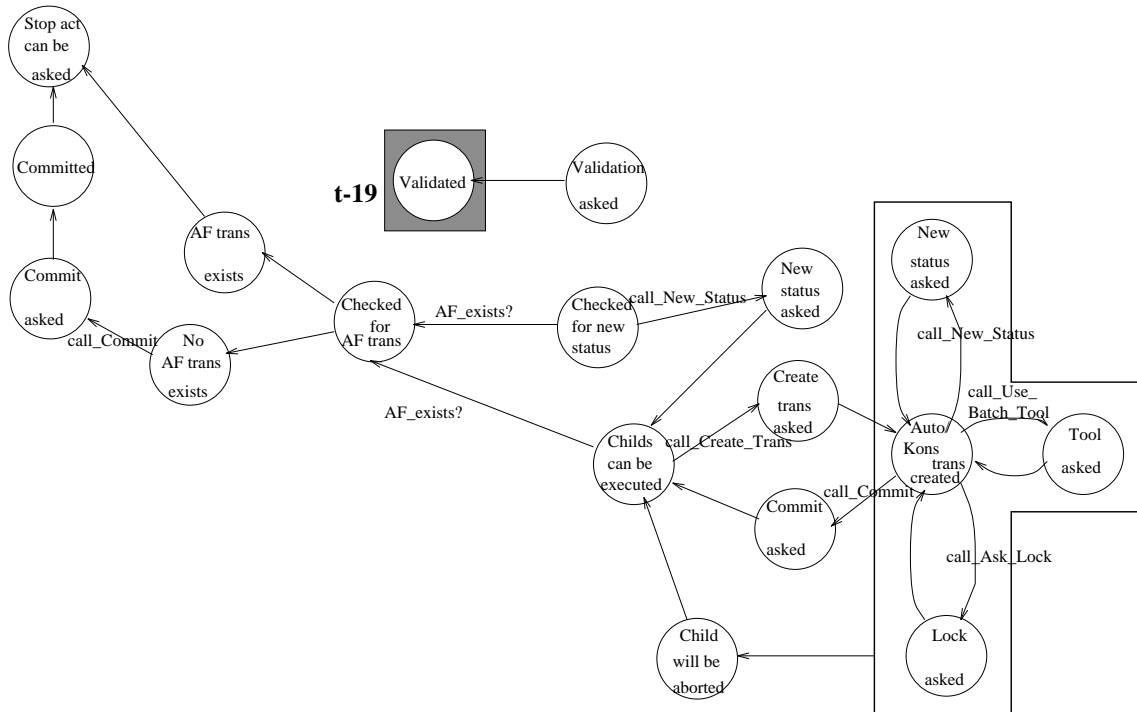 Stop act
can be
asked
Committed
Commit
asked
call_Commit
AF trans
exists
No
AF trans
exists
t-19
Validated
Validation
asked
Checked
for
AF trans
AF_exists?
Checked
for new
status
call_New_Status
New
status
asked
AF_exists?
Childs
can be
executed
call_Create_Trans
Create
trans
asked
call_Commit
Commit
asked
Child
will be
aborted
New
status
asked
call_New_Status
call_Use_
Batch_Tool
Auto
Kons
trans
created
Tool
asked
call_Ask_Lock
Lock
asked